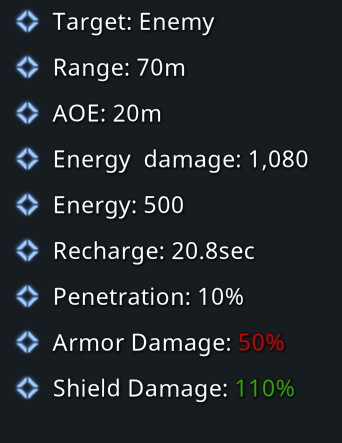 Target: Enemy
Range: 70m
AOE: 20m
Energy  damage: 1,080
Energy: 500
Recharge: 20.8sec
Penetration: 10%
Armor Damage: 50%
Shield Damage: 110%